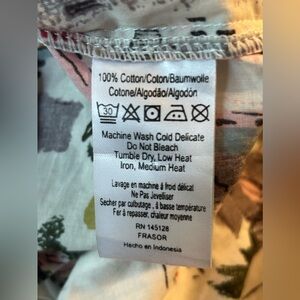 100% Cotton/Coton/Baumwolle
Cotone/Algodão/Algodón
30
Machine Wash Cold Delicate
Do Not Bleach
Tumble Dry, Low Heat
Iron, Medium Heat
Lavage en machine à froid délicat
Ne Pas Javelliser
Secher par culbutage , à basse température
Fer à repasser, chaleur moyenne
RN 145128
FRASOR
Hecho en Indonesia